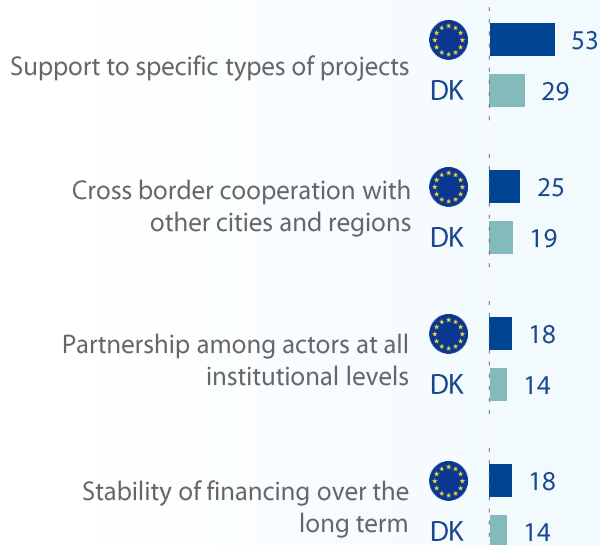 53
Support to specific types of projects
DK 29
Cross border cooperation with 25
other cities and regions
DK 19
Partnership among actors at all 18
institutional levels
DK 14
Stability of financing over the 18
long term
DK 14